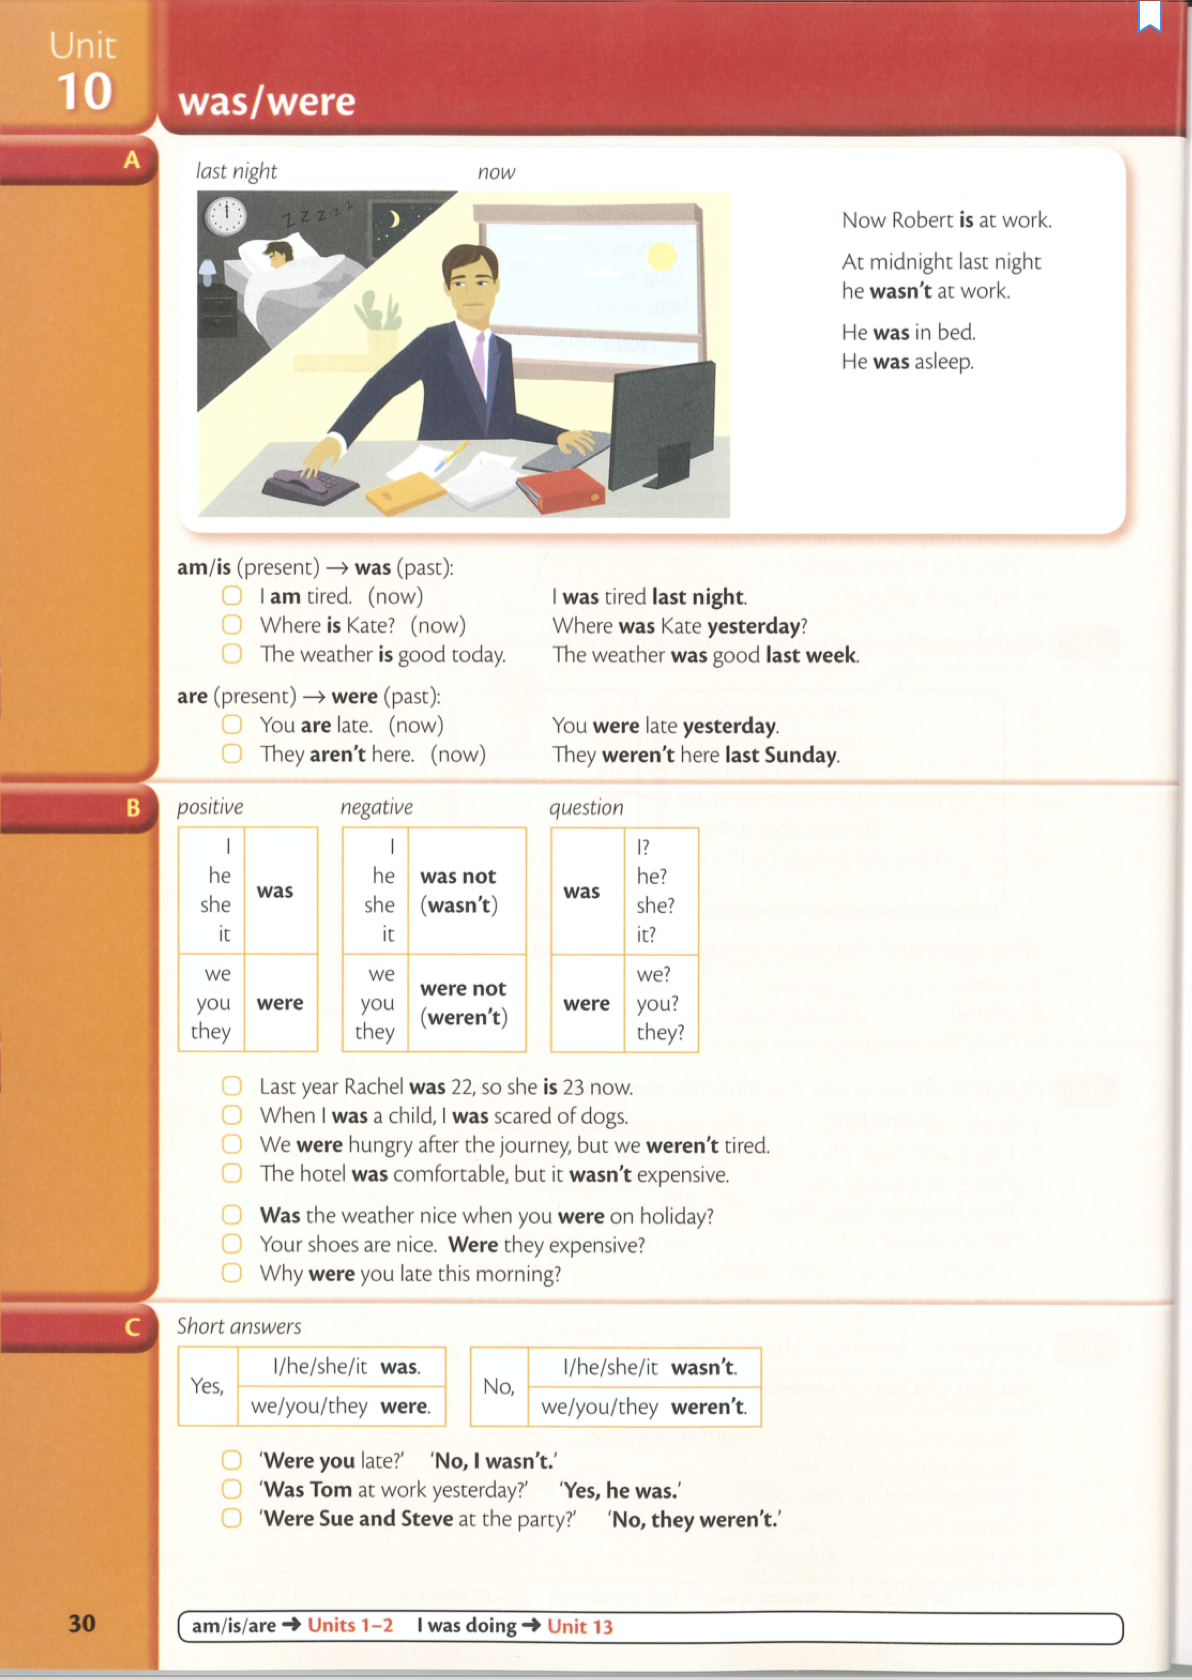 Unit
10
was/were
A
last night now
Z Z Z Z Z
Now Robert is at work.
At midnight last night
he wasn't at work.
He was in bed.
He was asleep.
am/is (present) → was (past):
I am tired. (now) I was tired last night.
Where is Kate? (now) Where was Kate yesterday?
The weather is good today. The weather was good last week.
are (present) → were (past):
You are late. (now) You were late yesterday.
They aren't here. (now) They weren't here last Sunday.
B
positive negative question
I
he
she
it
was
we
you
they
were
I
he
she
it
was not
(wasn't)
we
you
they
were not
(weren't)
was
I?
he?
she?
it?
were
we?
you?
they?
Last year Rachel was 22, so she is 23 now.
When I was a child, I was scared of dogs.
We were hungry after the journey, but we weren't tired.
The hotel was comfortable, but it wasn't expensive.
Was the weather nice when you were on holiday?
Your shoes are nice. Were they expensive?
Why were you late this morning?
C
Short answers
Yes,
I/he/she/it was.
we/you/they were.
No,
I/he/she/it wasn't.
we/you/they weren't.
'Were you late?' 'No, I wasn't.'
'Was Tom at work yesterday?' 'Yes, he was.'
'Were Sue and Steve at the party?' 'No, they weren't.'
30
am/is/are → Units 1–2 I was doing → Unit 13